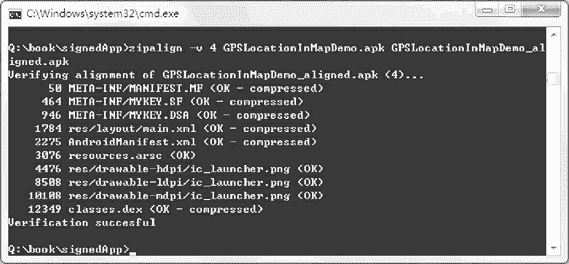 C:\Windows\system32\cmd.exe
Q:\book\signedApp>zipalign -v 4 GPSLocationInMapDemo.apk GPSLocationInMapDemo_al
igned.apk
Verifying alignment of GPSLocationInMapDemo_aligned.apk (4)...
50 META-INF/MANIFEST.MF (OK - compressed)
464 META-INF/MYKEY.SF (OK - compressed)
946 META-INF/MYKEY.DSA (OK - compressed)
1784 res/layout/main.xml (OK - compressed)
2275 AndroidManifest.xml (OK - compressed)
3076 resources.arsc (OK)
4476 res/drawable-hdpi/ic_launcher.png (OK)
8508 res/drawable-ldpi/ic_launcher.png (OK)
10108 res/drawable-mdpi/ic_launcher.png (OK)
12349 classes.dex (OK - compressed)
Verification succesful
Q:\book\signedApp>_